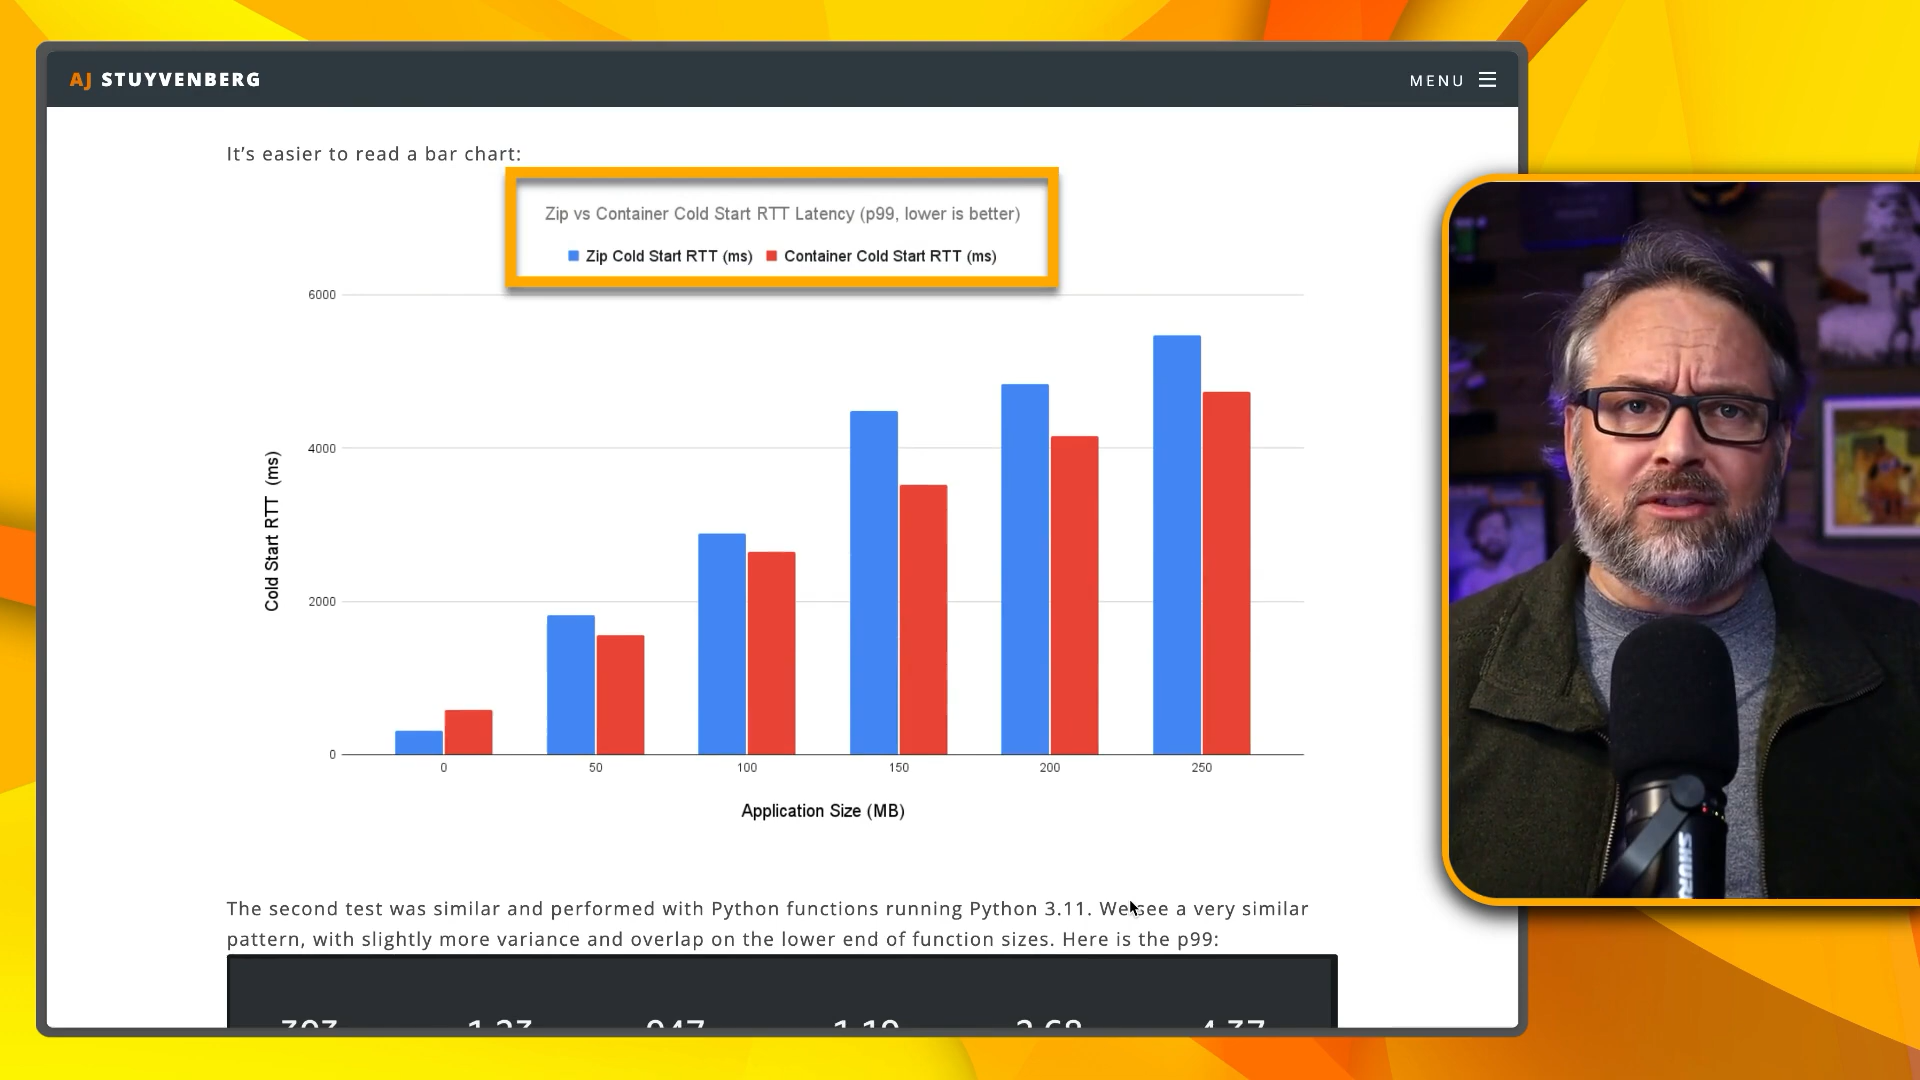 AJ STUYVENBERG
MENU
It's easier to read a bar chart:
Zip vs Container Cold Start RTT Latency (p99, lower is better)
Zip Cold Start RTT (ms) Container Cold Start RTT (ms)
6000
4000
2000
0
Cold Start RTT (ms)
0 50 100 150 200 250
Application Size (MB)
The second test was similar and performed with Python functions running Python 3.11. We see a very similar
pattern, with slightly more variance and overlap on the lower end of function sizes. Here is the p99:
SHURE